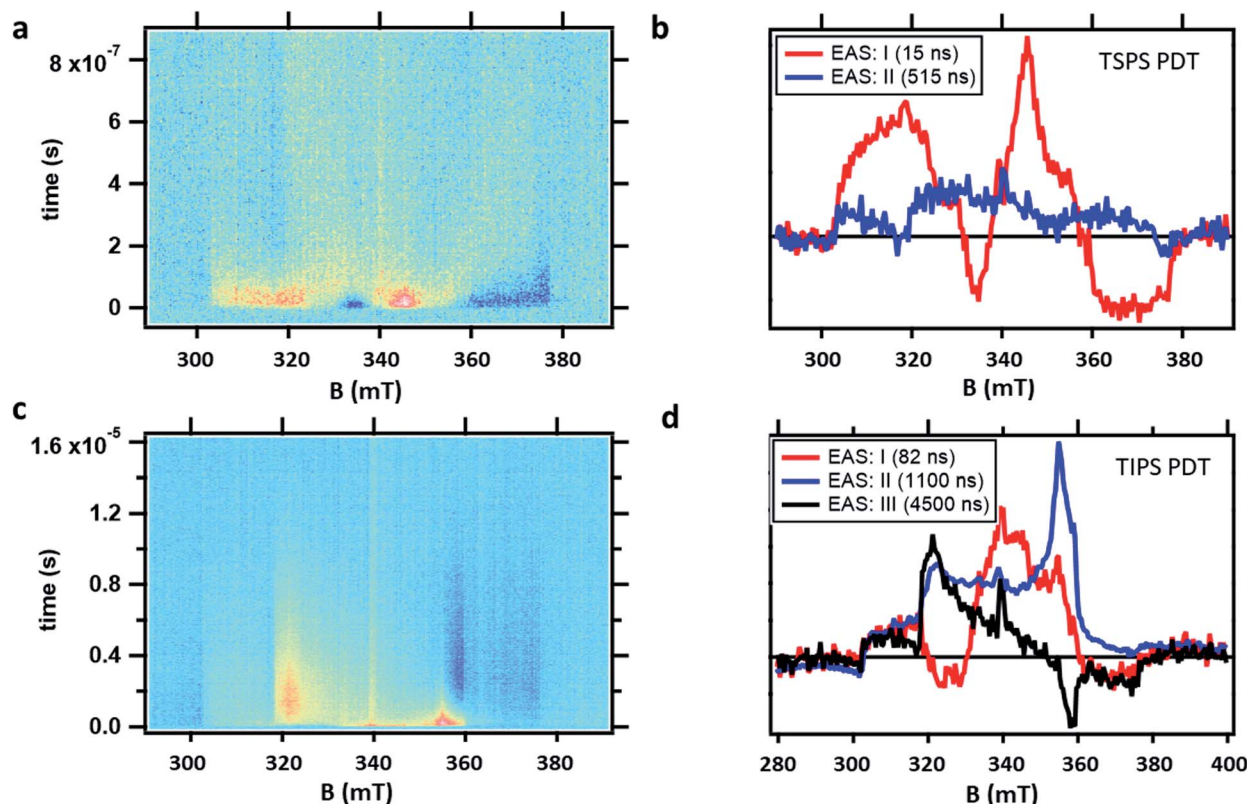 a
8 x10⁻⁷
6
4
2
0
time (s)
300 320 340 360 380
B (mT)
b
EAS: I (15 ns)
EAS: II (515 ns)
TSPS PDT
300 320 340 360 380
B (mT)
c
1.6 x10⁻⁵
1.2
0.8
0.4
0.0
time (s)
300 320 340 360 380
B (mT)
d
EAS: I (82 ns)
EAS: II (1100 ns)
EAS: III (4500 ns)
TIPS PDT
280 300 320 340 360 380 400
B (mT)